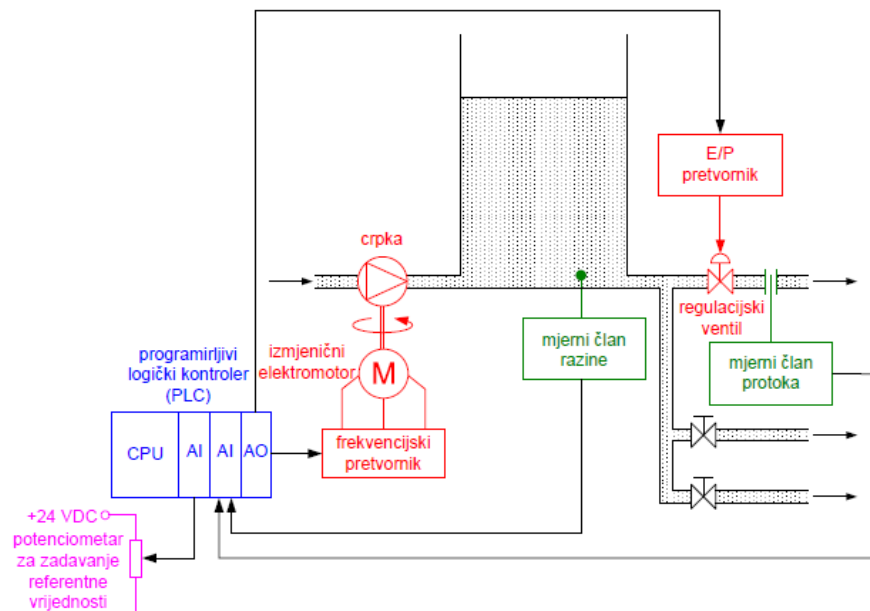 E/P
pretvornik
crpka
regulacijski
ventil
mjerni član
razine
mjerni član
protoka
izmjenični
elektromotor
M
programirljivi
logički kontroler
(PLC)
CPU
AI
AI
AO
frekvencijski
pretvornik
+24 VDC
potenciometar
za zadavanje
referentne
vrijednosti